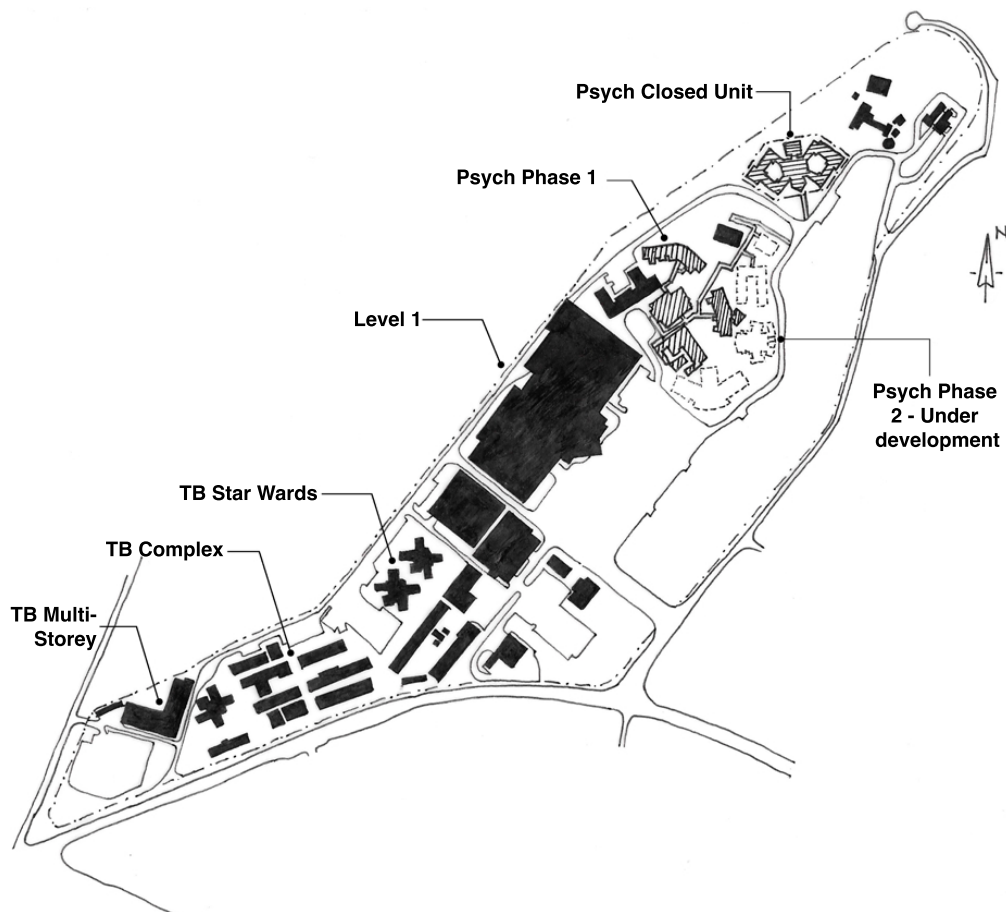 Psych Closed Unit
Psych Phase 1
N
Level 1
Psych Phase
2 - Under
development
TB Star Wards
TB Complex
TB Multi-
Storey